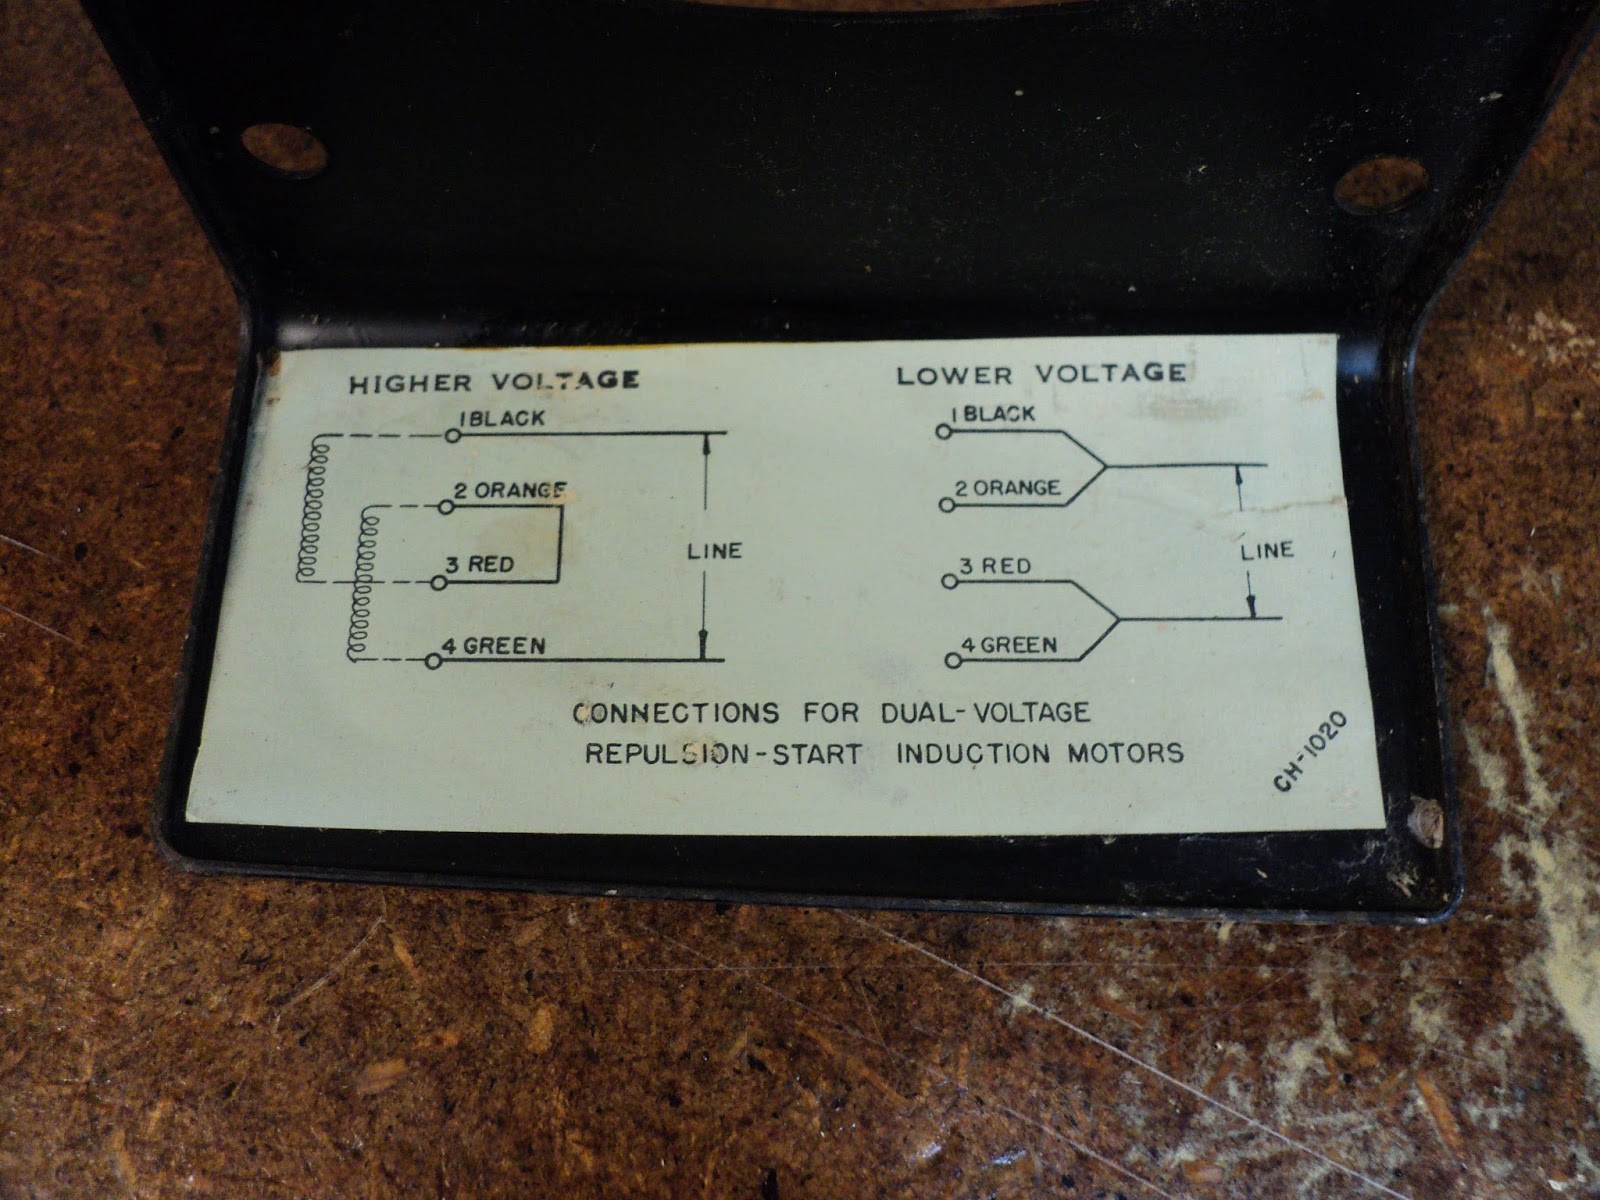 HIGHER VOLTAGE
1 BLACK
2 ORANGE
3 RED
4 GREEN
LINE
LOWER VOLTAGE
1 BLACK
2 ORANGE
3 RED
4 GREEN
LINE
CONNECTIONS FOR DUAL-VOLTAGE
REPULSION-START INDUCTION MOTORS
CH-1020